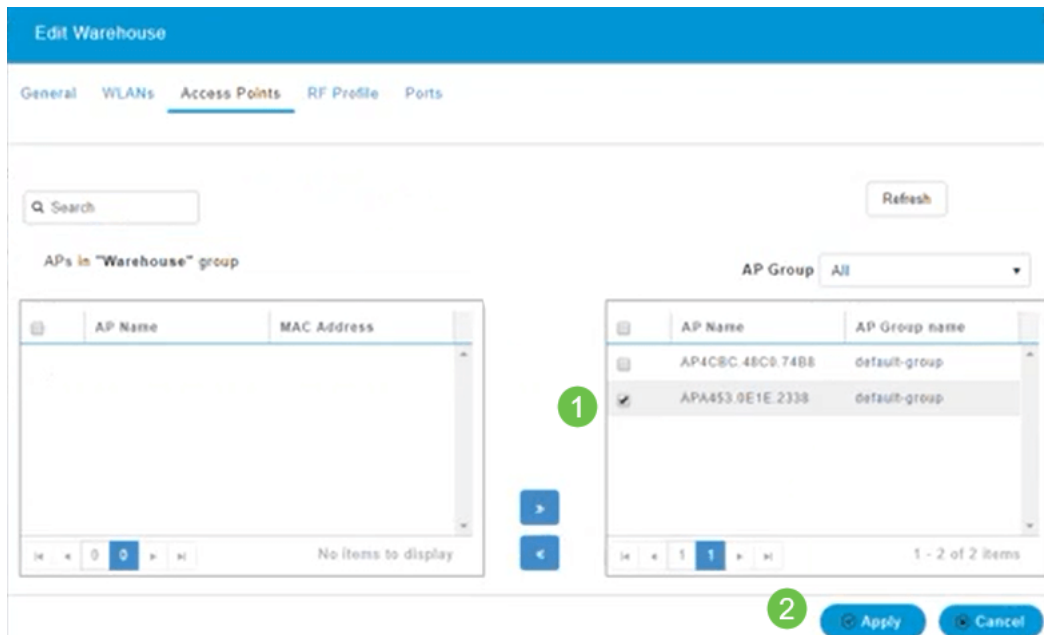 Edit Warehouse
General WLANs Access Points RF Profile Ports
Search
Refresh
APs in "Warehouse" group
AP Group All
AP Name MAC Address
AP Name AP Group name
AP4CBC.48C0.74B8 default-group
1
APA453.0E1E.2338 default-group
0 0 No items to display
1 1 1 - 2 of 2 items
2
Apply Cancel